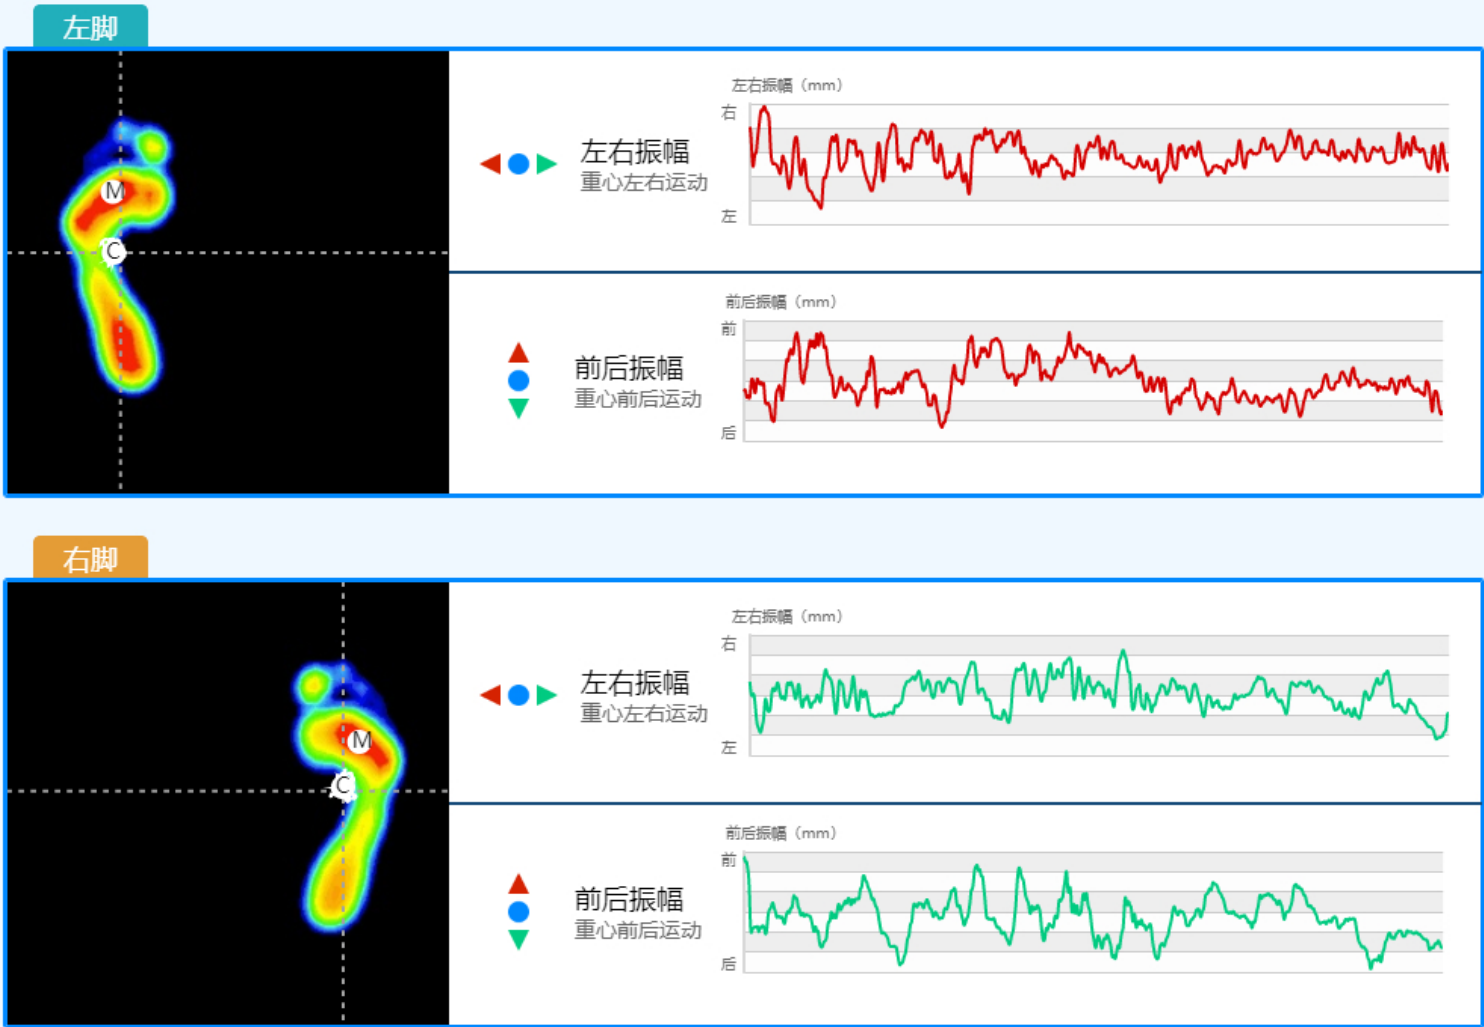 左脚
M
C
左右振幅
重心左右运动
左右振幅（mm）
右
左
前后振幅
重心前后运动
前后振幅（mm）
前
后
右脚
M
C
左右振幅
重心左右运动
左右振幅（mm）
右
左
前后振幅
重心前后运动
前后振幅（mm）
前
后